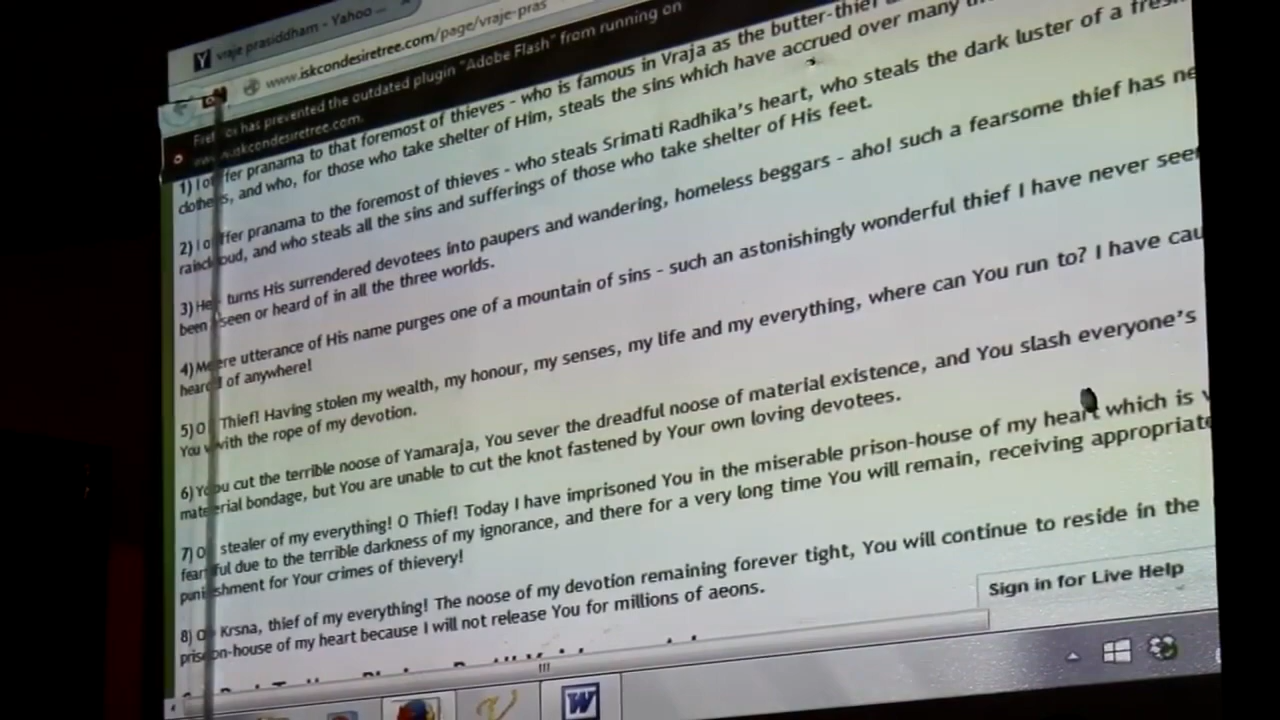 vraje prasiddham - Yahoo ...
www.iskcondesiretree.com/page/vraje-pras
Firefox has prevented the outdated plugin "Adobe Flash" from running on
www.iskcondesiretree.com.
1) I offer pranama to that foremost of thieves - who is famous in Vraja as the butter-thief
clothes, and who, for those who take shelter of Him, steals the sins which have accrued over many
2) I offer pranama to the foremost of thieves - who steals Srimati Radhika's heart, who steals the dark luster of a fresh
raincloud, and who steals all the sins and sufferings of those who take shelter of His feet.
3) He turns His surrendered devotees into paupers and wandering, homeless beggars - aho! such a fearsome thief has ne
been seen or heard of in all the three worlds.
4) Mere utterance of His name purges one of a mountain of sins - such an astonishingly wonderful thief I have never seen
heard of anywhere!
5) O Thief! Having stolen my wealth, my honour, my senses, my life and my everything, where can You run to? I have cau
You with the rope of my devotion.
6) You cut the terrible noose of Yamaraja, You sever the dreadful noose of material existence, and You slash everyone's
material bondage, but You are unable to cut the knot fastened by Your own loving devotees.
7) O stealer of my everything! O Thief! Today I have imprisoned You in the miserable prison-house of my heart which is
fearful due to the terrible darkness of my ignorance, and there for a very long time You will remain, receiving appropriate
punishment for Your crimes of thievery!
8) O Krsna, thief of my everything! The noose of my devotion remaining forever tight, You will continue to reside in the
prison-house of my heart because I will not release You for millions of aeons.
Sign in for Live Help